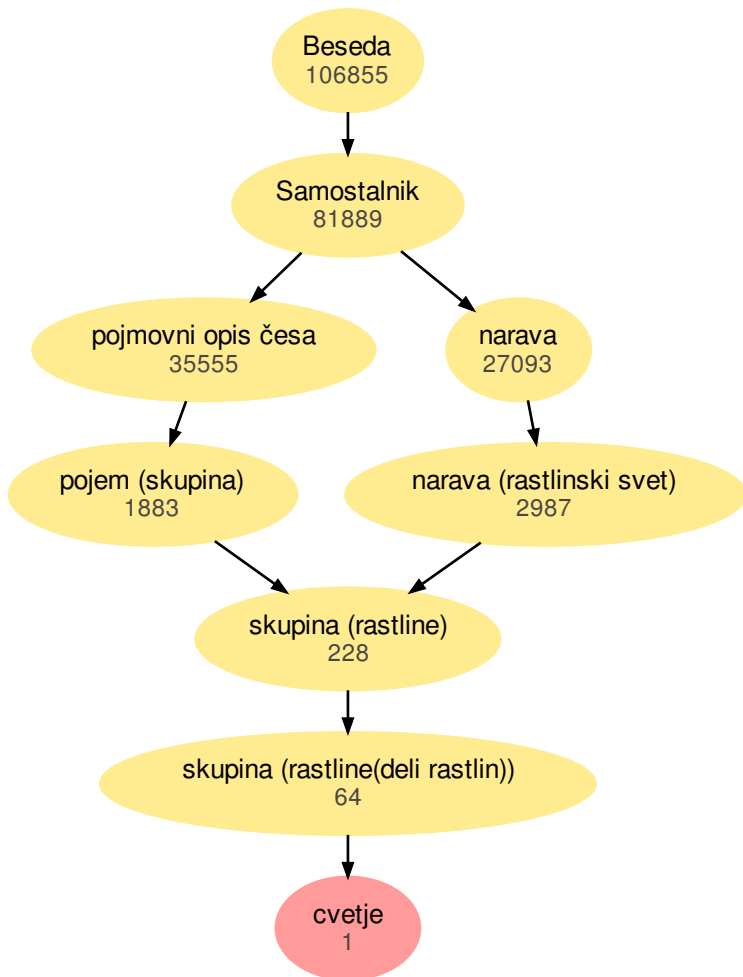 Beseda
106855
Samostalnik
81889
pojmovni opis česa
35555
narava
27093
pojem (skupina)
1883
narava (rastlinski svet)
2987
skupina (rastline)
228
skupina (rastline(deli rastlin))
64
cvetje
1